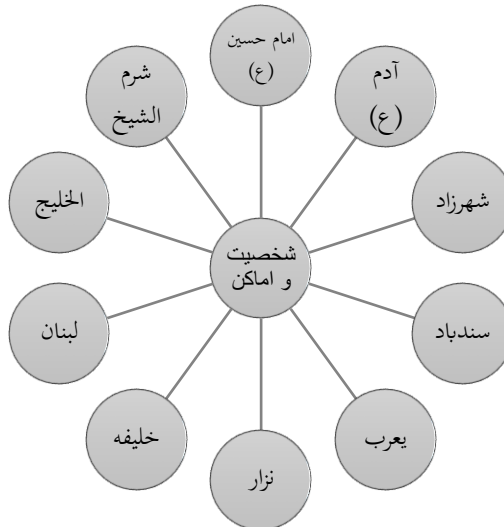 امام حسین
(ع)
آدم
(ع)
شهرزاد
سندباد
یعرب
نزار
خلیفه
لبنان
الخلیج
شرم
الشیخ
شخصیت
و اماکن